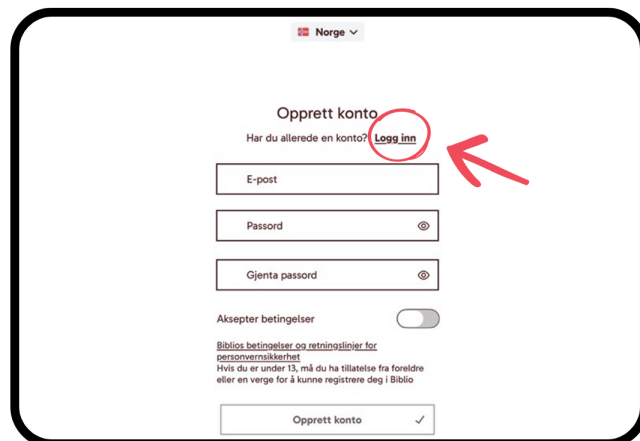 Norge
Opprett konto
Har du allerede en konto? Logg inn
E-post
Passord
Gjenta passord
Aksepter betingelser
Biblios betingelser og retningslinjer for
personvernsikkerhet
Hvis du er under 13, må du ha tillatelse fra foreldre
eller en verge for å kunne registrere deg i Biblio
Opprett konto